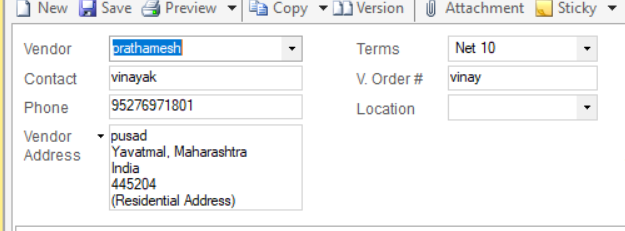 New Save Preview Copy Version Attachment Sticky
Vendor prathamesh Terms Net 10
Contact vinayak V. Order # vinay
Phone 95276971801 Location
Vendor Address pusad
Yavatmal, Maharashtra
India
445204
(Residential Address)